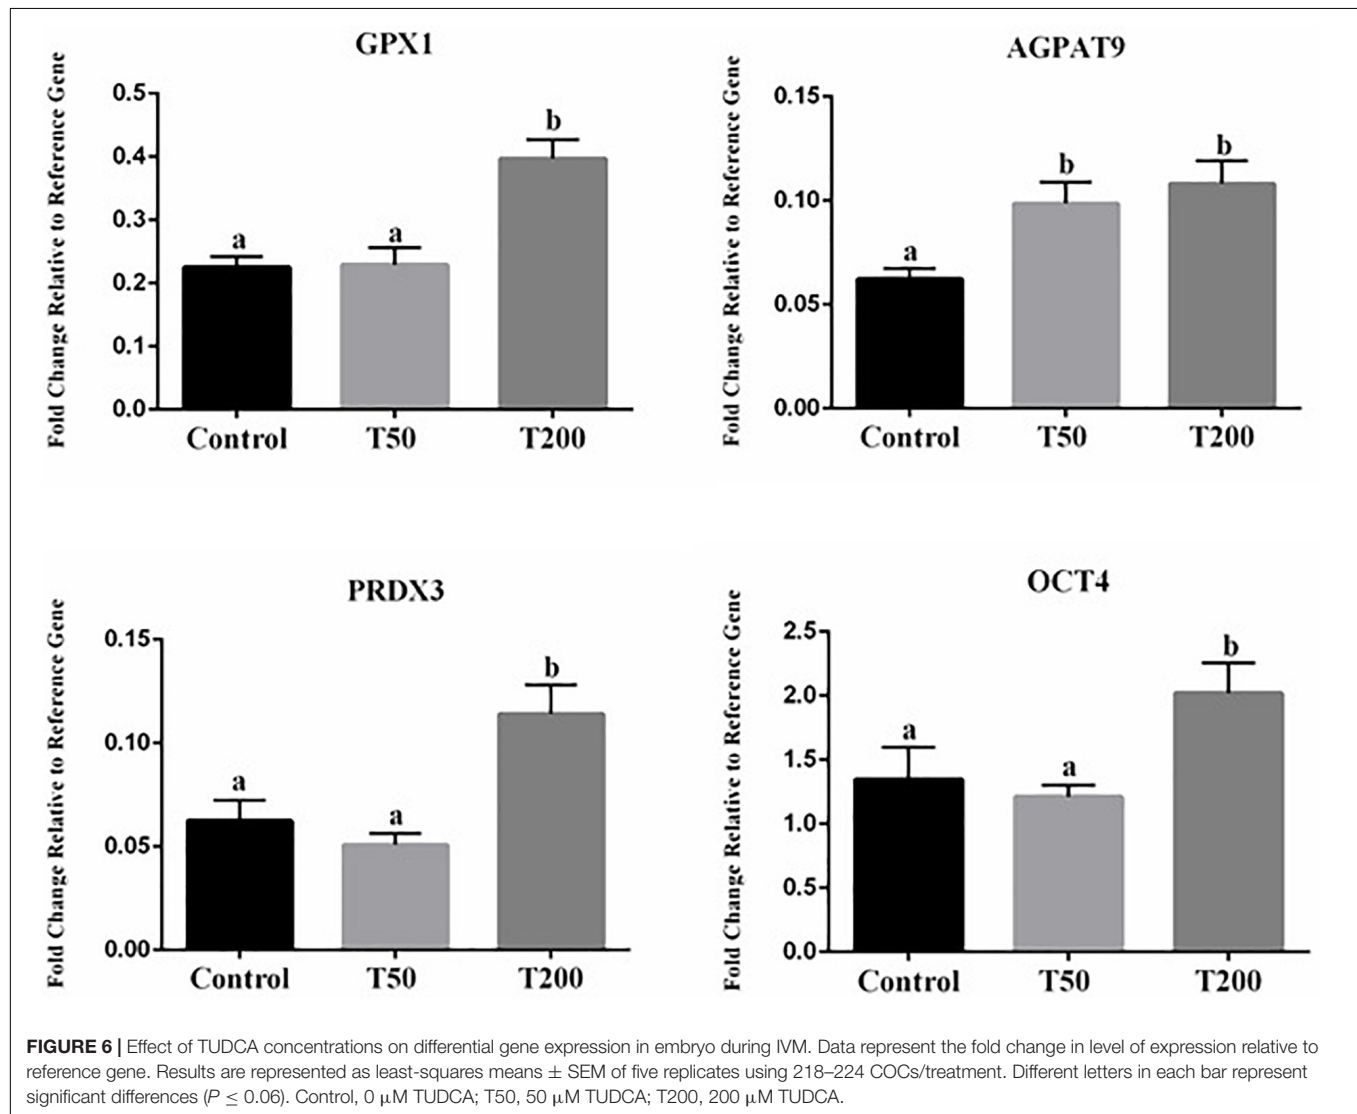 GPX1
Fold Change Relative to Reference Gene
0.5
0.4
0.3
0.2
0.1
0.0
a
a
b
Control
T50
T200
AGPAT9
Fold Change Relative to Reference Gene
0.15
0.10
0.05
0.00
a
b
b
Control
T50
T200
PRDX3
Fold Change Relative to Reference Gene
0.15
0.10
0.05
0.00
a
a
b
Control
T50
T200
OCT4
Fold Change Relative to Reference Gene
2.5
2.0
1.5
1.0
0.5
0.0
a
a
b
Control
T50
T200
FIGURE 6 | Effect of TUDCA concentrations on differential gene expression in embryo during IVM. Data represent the fold change in level of expression relative to
reference gene. Results are represented as least-squares means ± SEM of five replicates using 218–224 COCs/treatment. Different letters in each bar represent
significant differences (P ≤ 0.06). Control, 0 μM TUDCA; T50, 50 μM TUDCA; T200, 200 μM TUDCA.